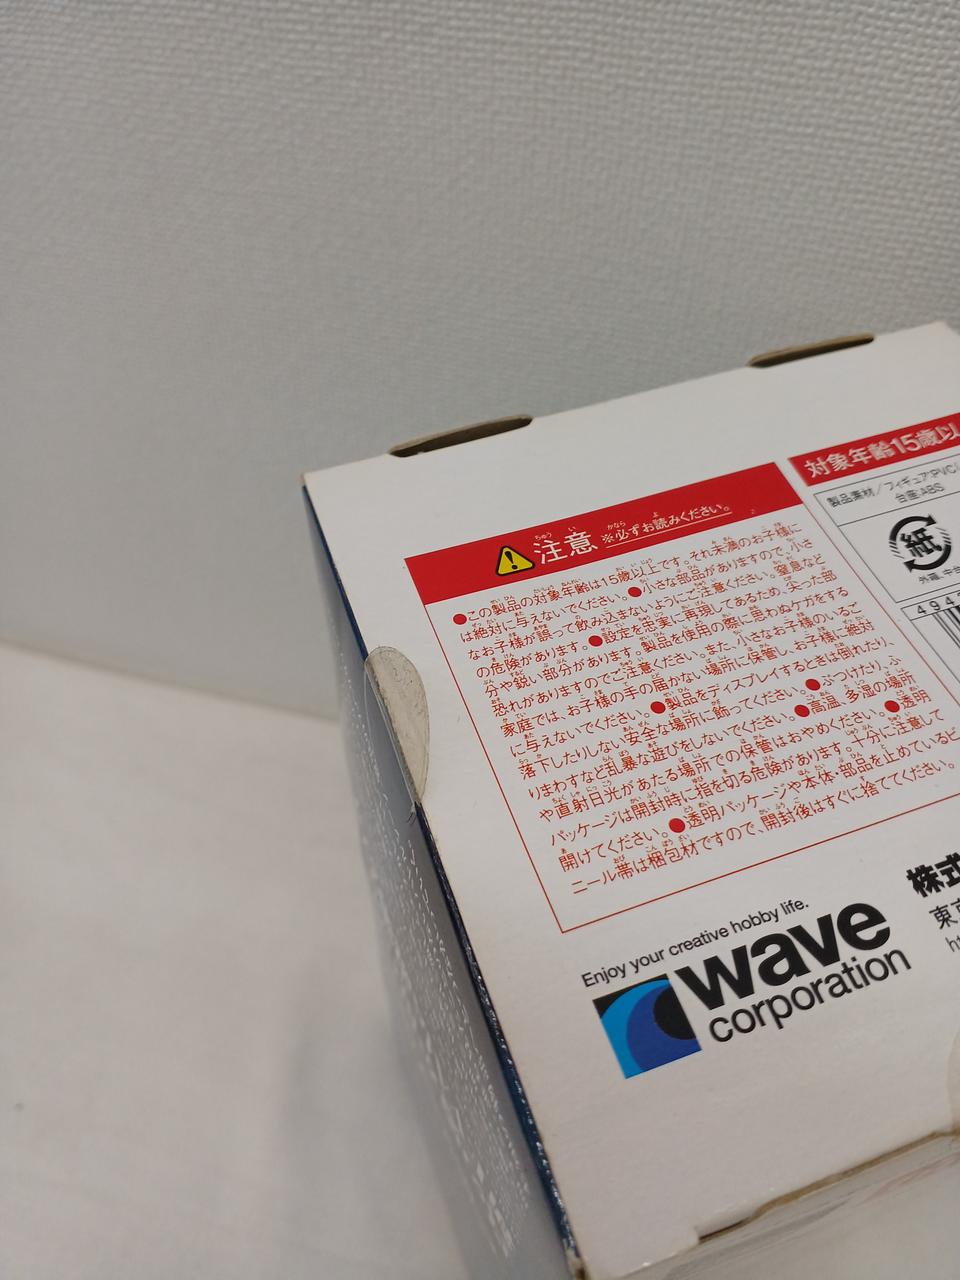 対象年齢15歳以
製品素材/フィギュア:PVC
台座:ABS
紙
外箱
494
注意 ※必ずお読みください。
●この製品の対象年齢は15歳以上です。それ未満のお子様に
は絶対に与えないでください。●小さな部品がありますので、小さ
なお子様が誤って飲み込まないようにご注意ください。窒息など
の危険があります。●設定を忠実に再現してあるため、尖った部
分や鋭い部分があります。製品を使用の際に思わぬケガをする
恐れがありますのでご注意ください。また、小さなお子様のいるご
家庭では、お子様の手の届かない場所に保管し、お子様に絶対
に与えないでください。●製品をディスプレイするときは倒れたり、
落下したりしない安全な場所に飾ってください。●ぶつけたり、ふ
りまわすなど乱暴な遊びをしないでください。●高温、多湿の場所
や直射日光があたる場所での保管はおやめください。●透明
パッケージは開封時に指を切る危険があります。十分に注意して
開けてください。●透明パッケージや本体・部品を止めているビ
ニール帯は梱包材ですので、開封後はすぐに捨ててください。
Enjoy your creative hobby life.
wave
corporation
株式
東京
ht